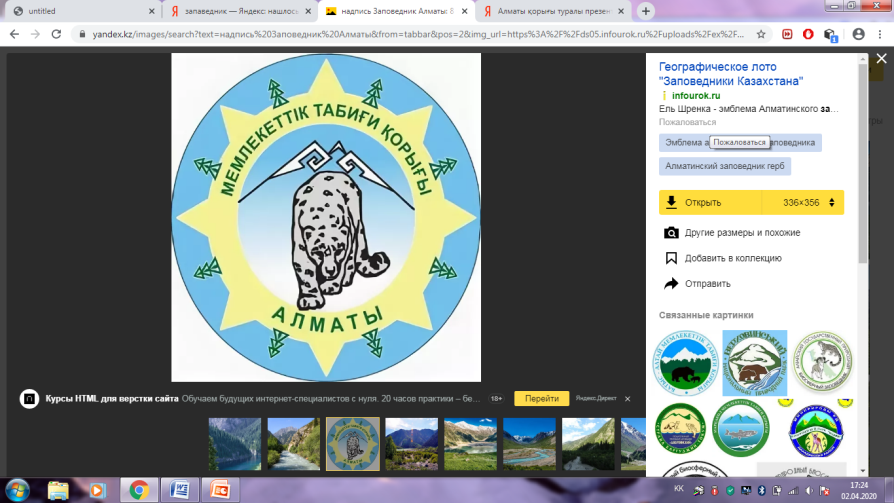 untitled
запаведник — Яндекс: нашлось
надпись Заповедник Алматы: 8
Алматы қорығы туралы презент
yandex.kz/images/search?text=надпись%20Заповедник%20Алматы&from=tabbar&pos=2&img_url=https%3A%2F%2Fds05.infourok.ru%2Fuploads%2Fex%2F...
МЕМЛЕКЕТТІК ТАБИҒИ ҚОРЫҒЫ
АЛМАТЫ
Географическое лото
"Заповедники Казахстана"
infourok.ru
Ель Шренка - эмблема Алматинского за...
Пожаловаться
Эмблема а
Пожаловаться
аповедника
Алматинский заповедник герб
Открыть
336×356
Другие размеры и похожие
Добавить в коллекцию
Отправить
Связанные картинки
Курсы HTML для верстки сайта Обучаем будущих интернет-специалистов с нуля. 20 часов практики – бе...
18+
Перейти
Яндекс.Директ
KK
17:24
02.04.2020